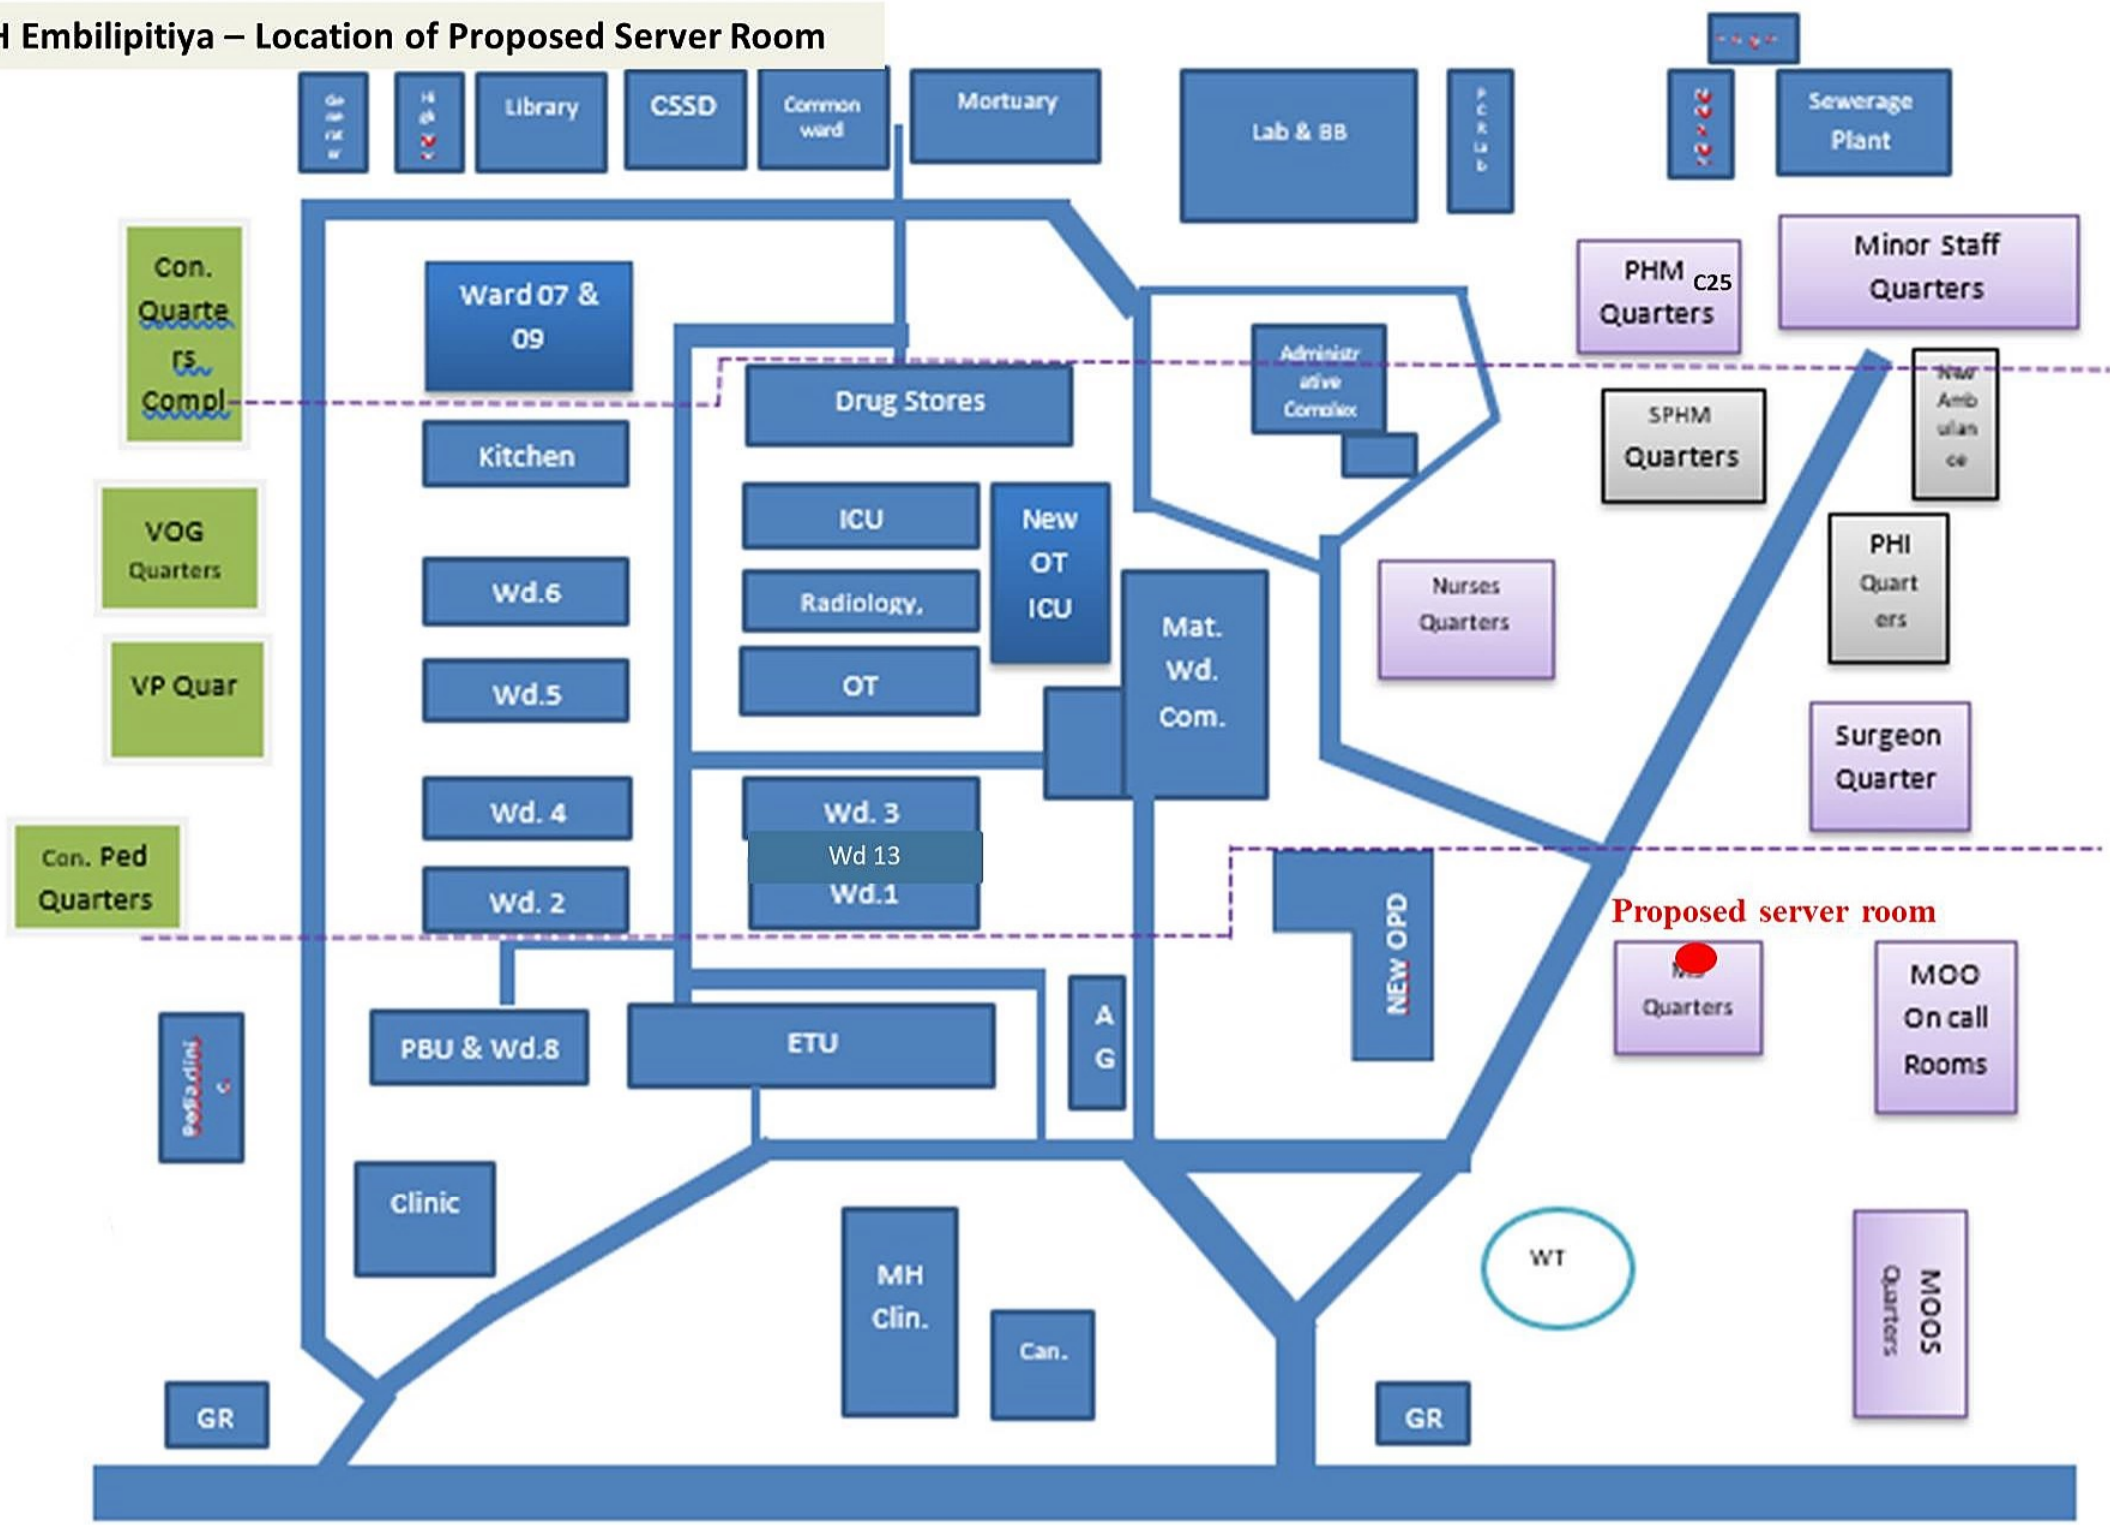 H Embilipitiya – Location of Proposed Server Room
Library
CSSD
Common
ward
Mortuary
Lab & BB
P
C
R
La
b
Sewerage
Plant
Con.
Quarte
rs
Compl
Ward 07 &
09
PHM C25
Quarters
Minor Staff
Quarters
Administr
ative
Complex
Drug Stores
New
Amb
ulan
ce
Kitchen
SPHM
Quarters
VOG
Quarters
ICU
New
OT
ICU
PHI
Quart
ers
Wd.6
Radiology,
Nurses
Quarters
Mat.
Wd.
Com.
VP Quar
Wd.5
OT
Surgeon
Quarter
Wd. 4
Wd. 3
Wd 13
Wd.1
Con. Ped
Quarters
Wd. 2
NEW OPD
Proposed server room
Quarters
MOO
On call
Rooms
A
G
PBU & Wd.8
ETU
Clinic
MH
Clin.
Can.
WT
MOOS
Quarters
GR
GR